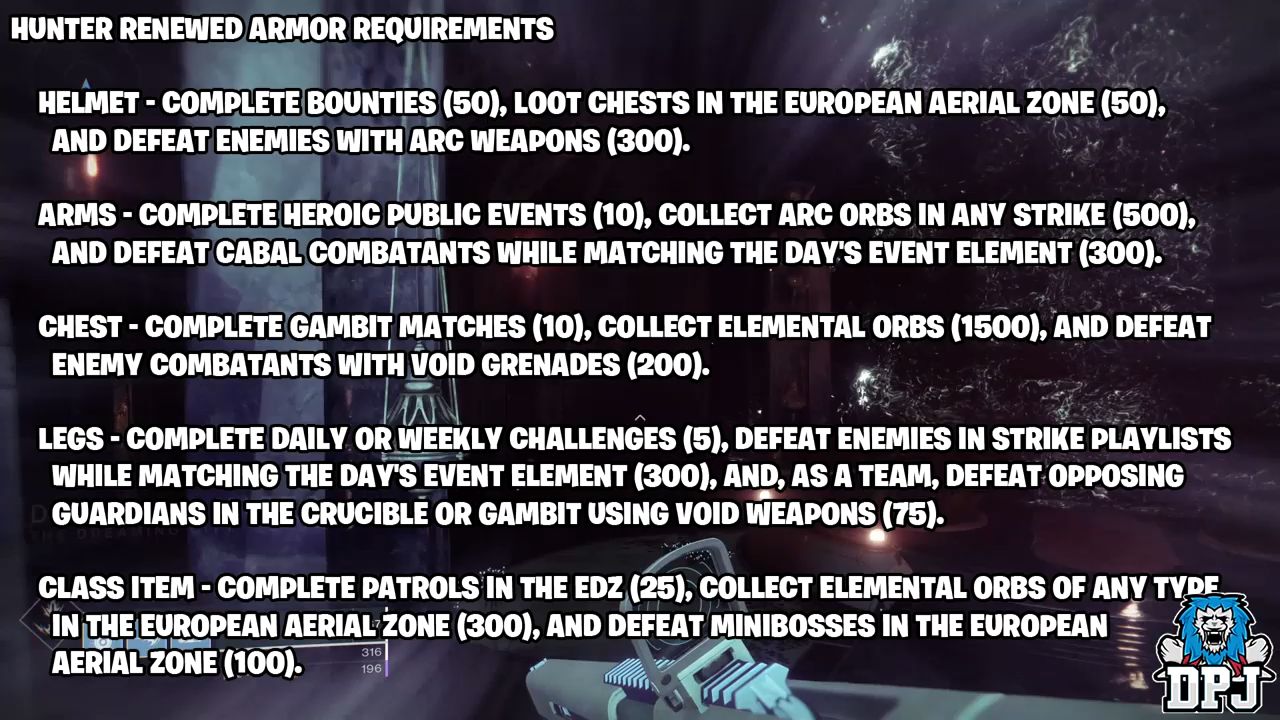 HUNTER RENEWED ARMOR REQUIREMENTS
HELMET - COMPLETE BOUNTIES (50), LOOT CHESTS IN THE EUROPEAN AERIAL ZONE (50),
AND DEFEAT ENEMIES WITH ARC WEAPONS (300).
ARMS - COMPLETE HEROIC PUBLIC EVENTS (10), COLLECT ARC ORBS IN ANY STRIKE (500),
AND DEFEAT CABAL COMBATANTS WHILE MATCHING THE DAY'S EVENT ELEMENT (300).
CHEST - COMPLETE GAMBIT MATCHES (10), COLLECT ELEMENTAL ORBS (1500), AND DEFEAT
ENEMY COMBATANTS WITH VOID GRENADES (200).
LEGS - COMPLETE DAILY OR WEEKLY CHALLENGES (5), DEFEAT ENEMIES IN STRIKE PLAYLISTS
WHILE MATCHING THE DAY'S EVENT ELEMENT (300), AND, AS A TEAM, DEFEAT OPPOSING
GUARDIANS IN THE CRUCIBLE OR GAMBIT USING VOID WEAPONS (75).
CLASS ITEM - COMPLETE PATROLS IN THE EDZ (25), COLLECT ELEMENTAL ORBS OF ANY TYPE
IN THE EUROPEAN AERIAL ZONE (300), AND DEFEAT MINIBOSSES IN THE EUROPEAN
AERIAL ZONE (100).
316
196
DPJ